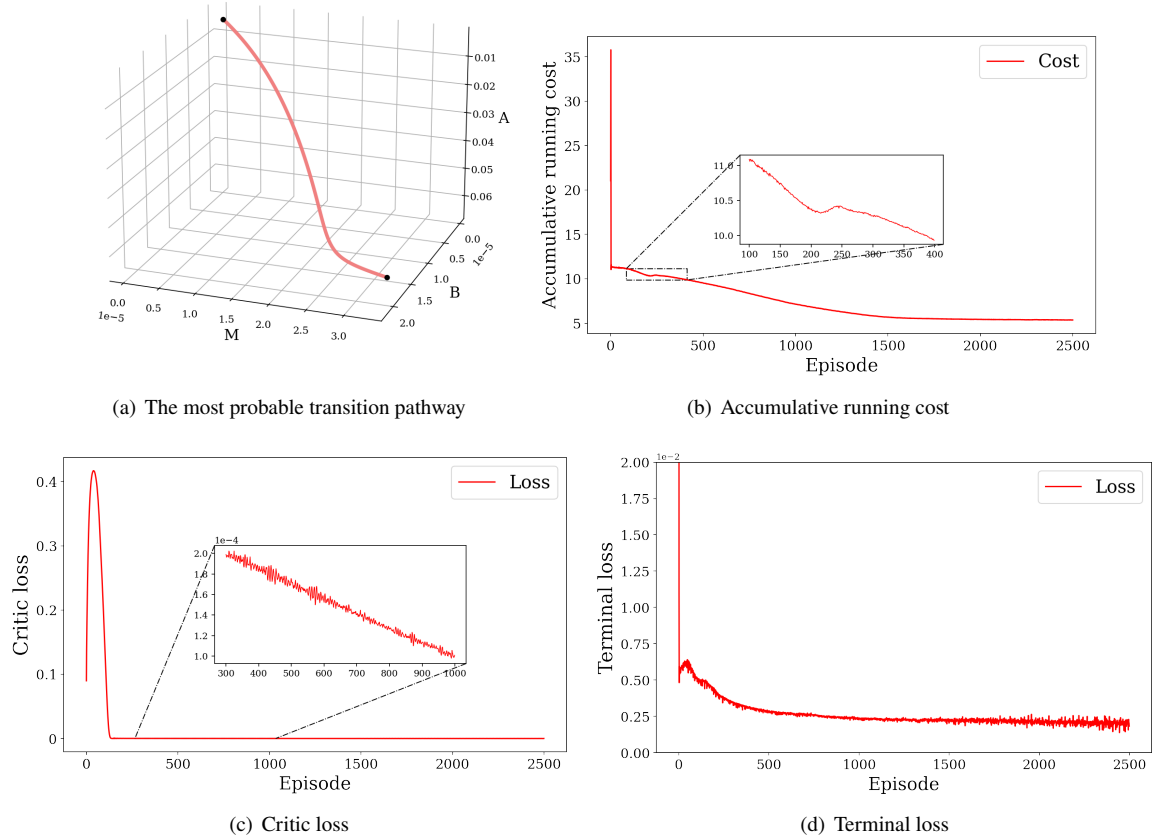 0.01
0.02
0.03
A
0.04
0.05
0.06
0.0
1e−5
0.5
1.0
B
1.5
2.0
0.0
0.5
1.0
1.5
2.0
2.5
3.0
1e−5
M
(a) The most probable transition pathway
Accumulative running cost
35
30
25
20
15
10
5
Cost
11.0
10.5
10.0
100 150 200 250 300 350 400
0 500 1000 1500 2000 2500
Episode
(b) Accumulative running cost
Critic loss
0.4
0.3
0.2
0.1
0
Loss
1e−4
2.0
1.8
1.6
1.4
1.2
1.0
300 400 500 600 700 800 900 1000
0 500 1000 1500 2000 2500
Episode
(c) Critic loss
Terminal loss
1e−2
2.00
1.75
1.50
1.25
1.00
0.75
0.50
0.25
0.00
Loss
0 500 1000 1500 2000 2500
Episode
(d) Terminal loss